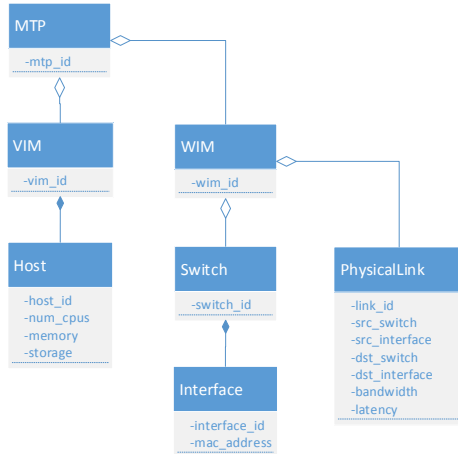 MTP
-mtp_id
VIM
-vim_id
WIM
-wim_id
Host
-host_id
-num_cpus
-memory
-storage
Switch
-switch_id
PhysicalLink
-link_id
-src_switch
-src_interface
-dst_switch
-dst_interface
-bandwidth
-latency
Interface
-interface_id
-mac_address